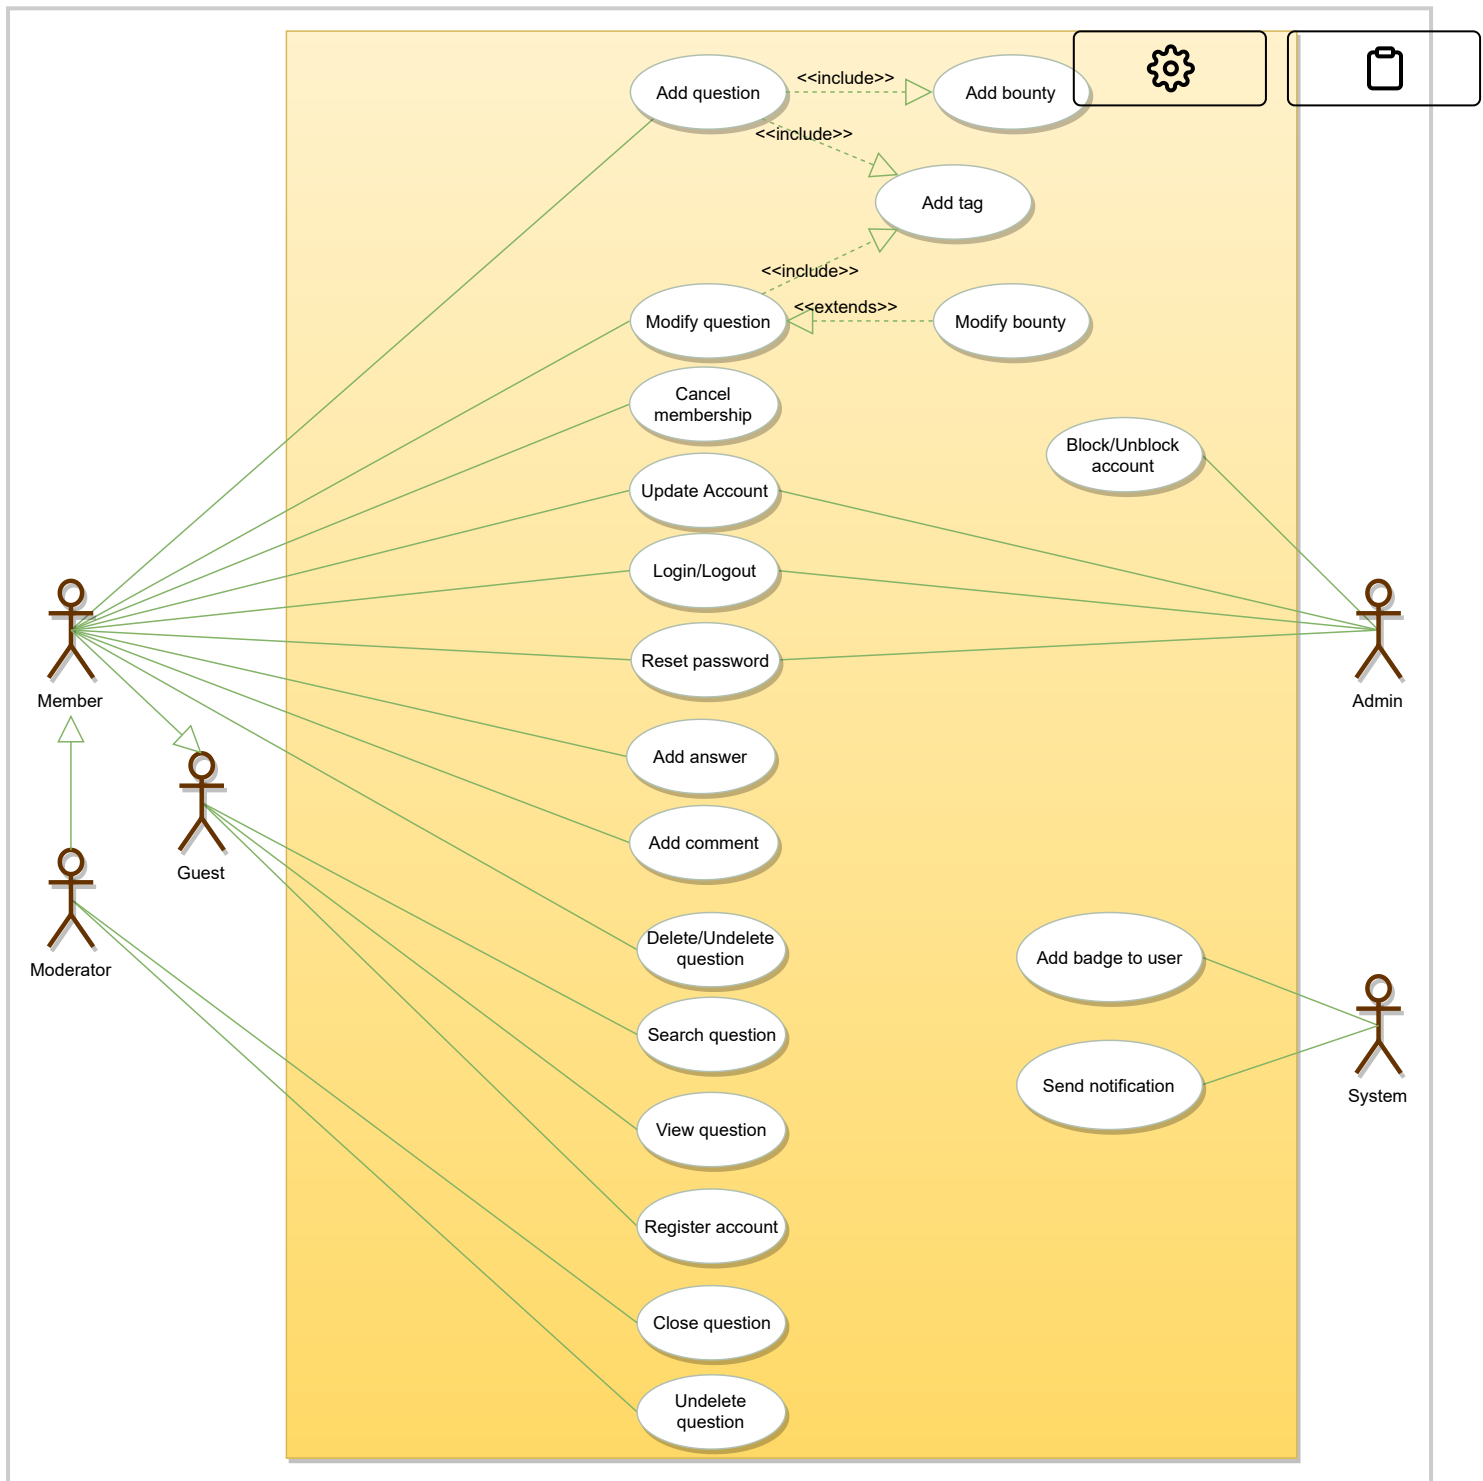 Add question
<<include>>
Add bounty
<<include>>
Add tag
<<include>>
<<extends>>
Modify question
Modify bounty
Cancel
membership
Block/Unblock
account
Update Account
Login/Logout
Reset password
Member
Admin
Add answer
Add comment
Guest
Delete/Undelete
question
Add badge to user
Moderator
Search question
Send notification
System
View question
Register account
Close question
Undelete
question